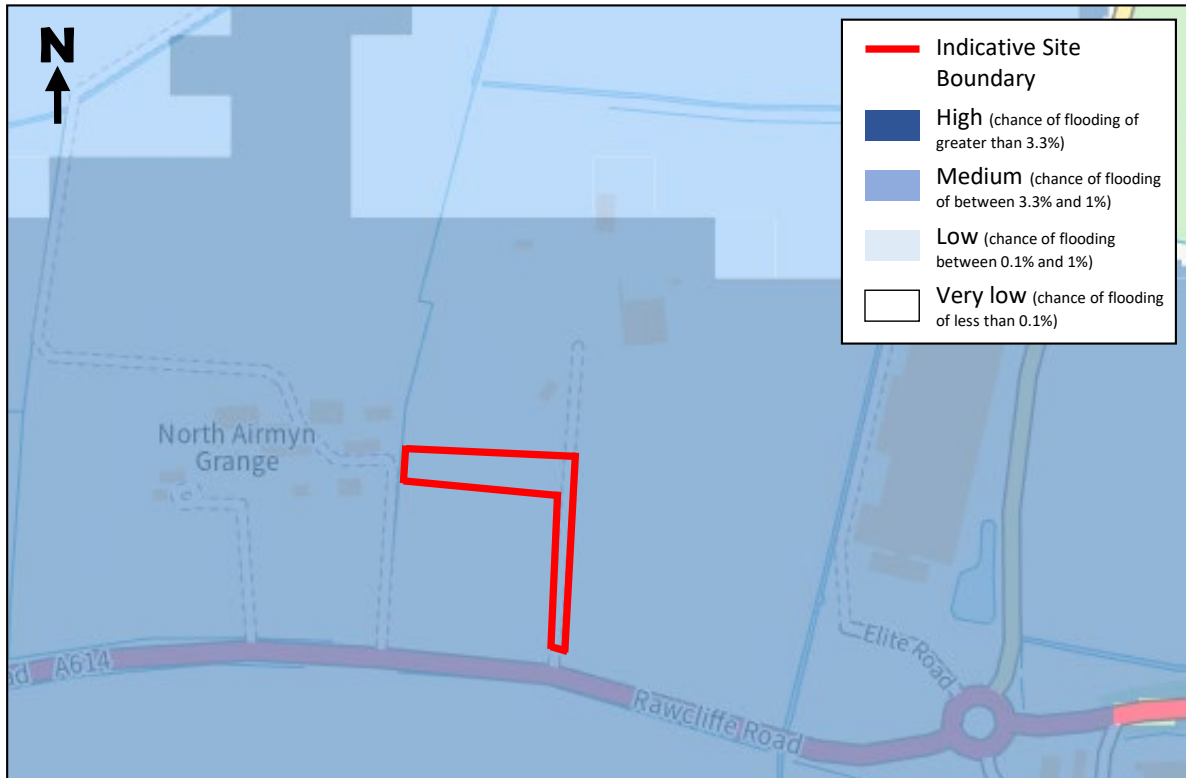 N
Indicative Site
Boundary
High (chance of flooding of
greater than 3.3%)
Medium (chance of flooding
of between 3.3% and 1%)
Low (chance of flooding
between 0.1% and 1%)
Very low (chance of flooding
of less than 0.1%)
North Airmyn
Grange
Elite Road
ad A614
Rawcliffe Road